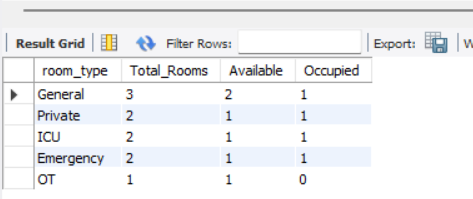 Result Grid Filter Rows: Export:
room_type Total_Rooms Available Occupied
General 3 2 1
Private 2 1 1
ICU 2 1 1
Emergency 2 1 1
OT 1 1 0